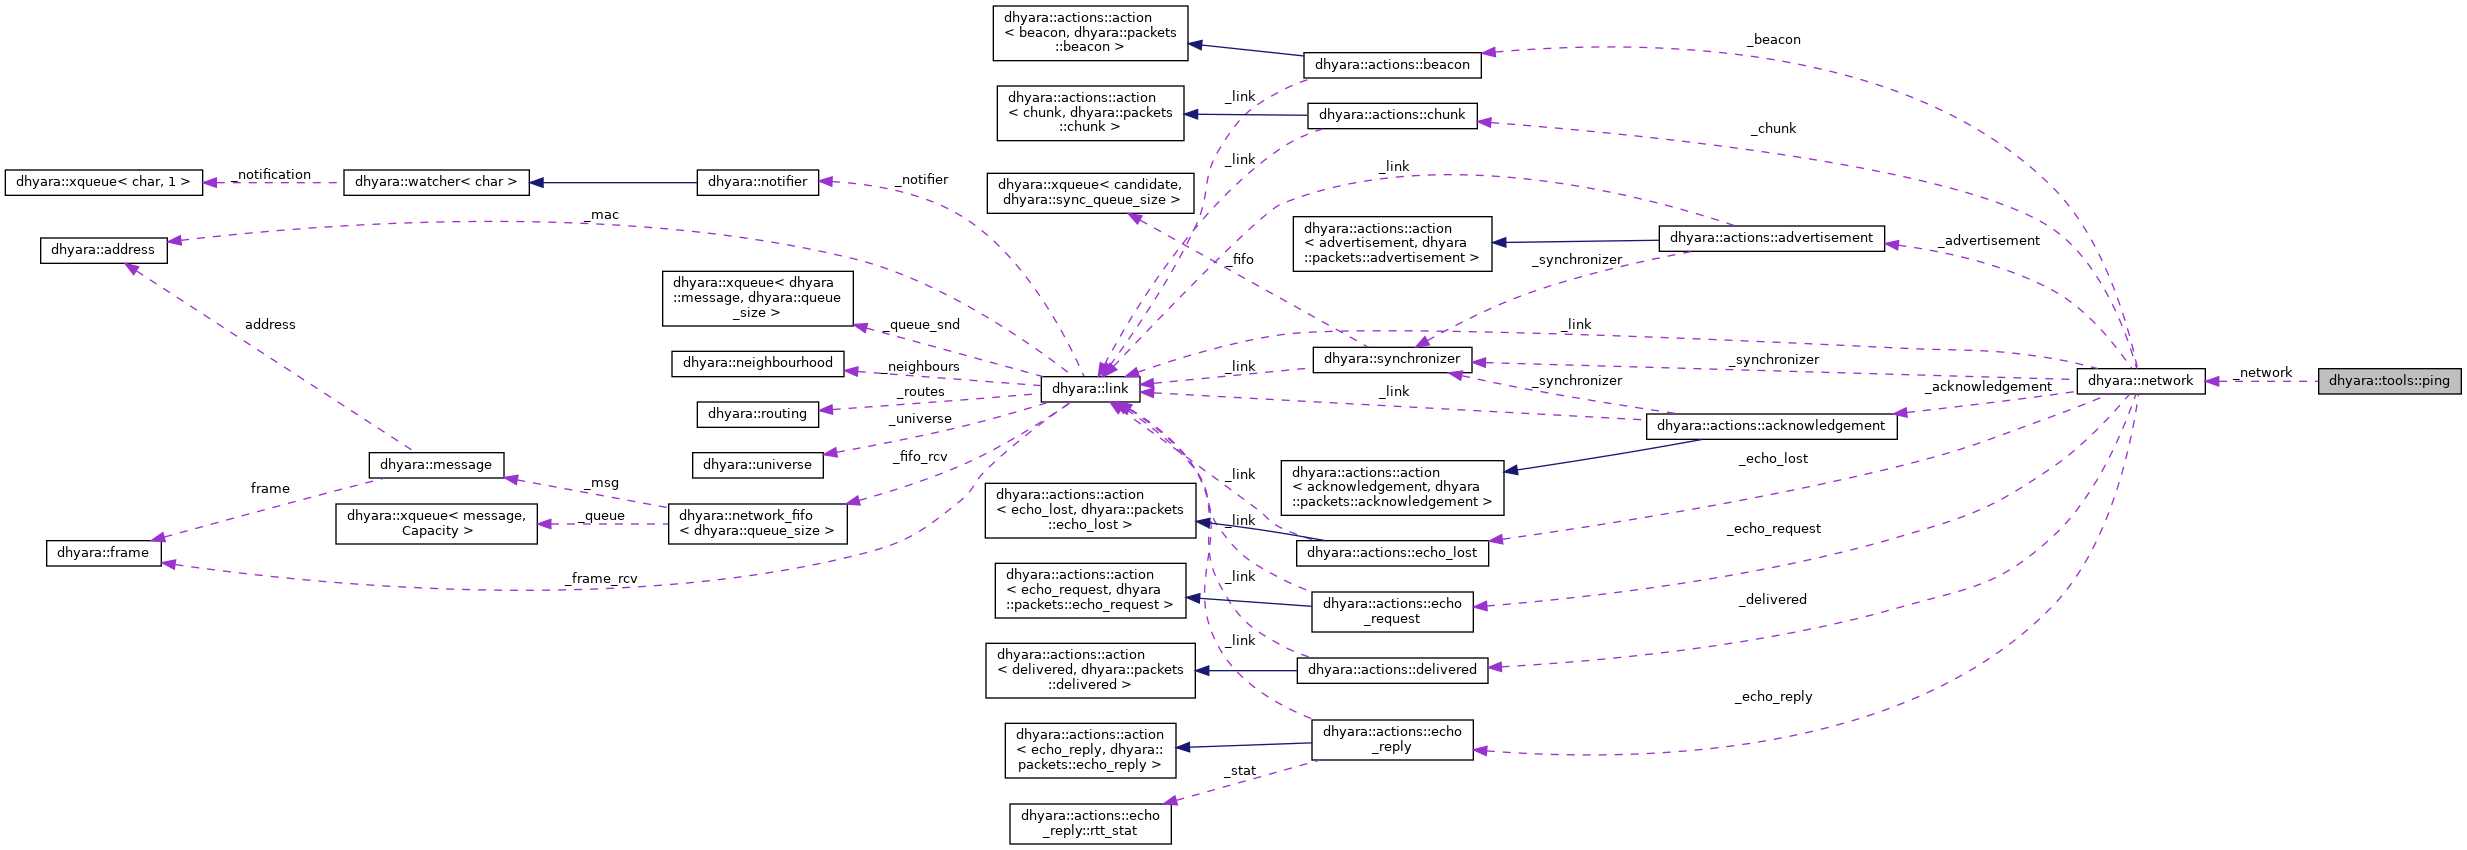 dhyara::actions::action
< beacon, dhyara::packets
::beacon >
_beacon
dhyara::actions::beacon
dhyara::actions::action
< chunk, dhyara::packets
::chunk >
_link
dhyara::actions::chunk
_chunk
_link
_link
dhyara::xqueue< char, 1 >
_notification
dhyara::watcher< char >
dhyara::notifier
_notifier
dhyara::xqueue< candidate,
dhyara::sync_queue_size >
_mac
dhyara::address
dhyara::actions::action
< advertisement, dhyara
::packets::advertisement >
dhyara::actions::advertisement
_advertisement
_fifo
_synchronizer
dhyara::xqueue< dhyara
::message, dhyara::queue
_size >
address
_queue_snd
_link
dhyara::neighbourhood
_neighbours
_link
dhyara::synchronizer
_synchronizer
dhyara::link
_synchronizer
_link
_acknowledgement
dhyara::network
_network
dhyara::tools::ping
_routes
dhyara::routing
_universe
dhyara::universe
dhyara::actions::acknowledgement
_fifo_rcv
dhyara::message
_link
_echo_lost
dhyara::actions::action
< acknowledgement, dhyara
::packets::acknowledgement >
frame
_msg
dhyara::actions::action
< echo_lost, dhyara::packets
::echo_lost >
dhyara::xqueue< message,
Capacity >
_queue
dhyara::network_fifo
< dhyara::queue_size >
_link
_echo_request
dhyara::frame
dhyara::actions::echo_lost
_frame_rcv
dhyara::actions::action
< echo_request, dhyara
::packets::echo_request >
_link
dhyara::actions::echo
_request
_delivered
_link
dhyara::actions::action
< delivered, dhyara::packets
::delivered >
dhyara::actions::delivered
_echo_reply
dhyara::actions::action
< echo_reply, dhyara::
packets::echo_reply >
dhyara::actions::echo
_reply
_stat
dhyara::actions::echo
_reply::rtt_stat